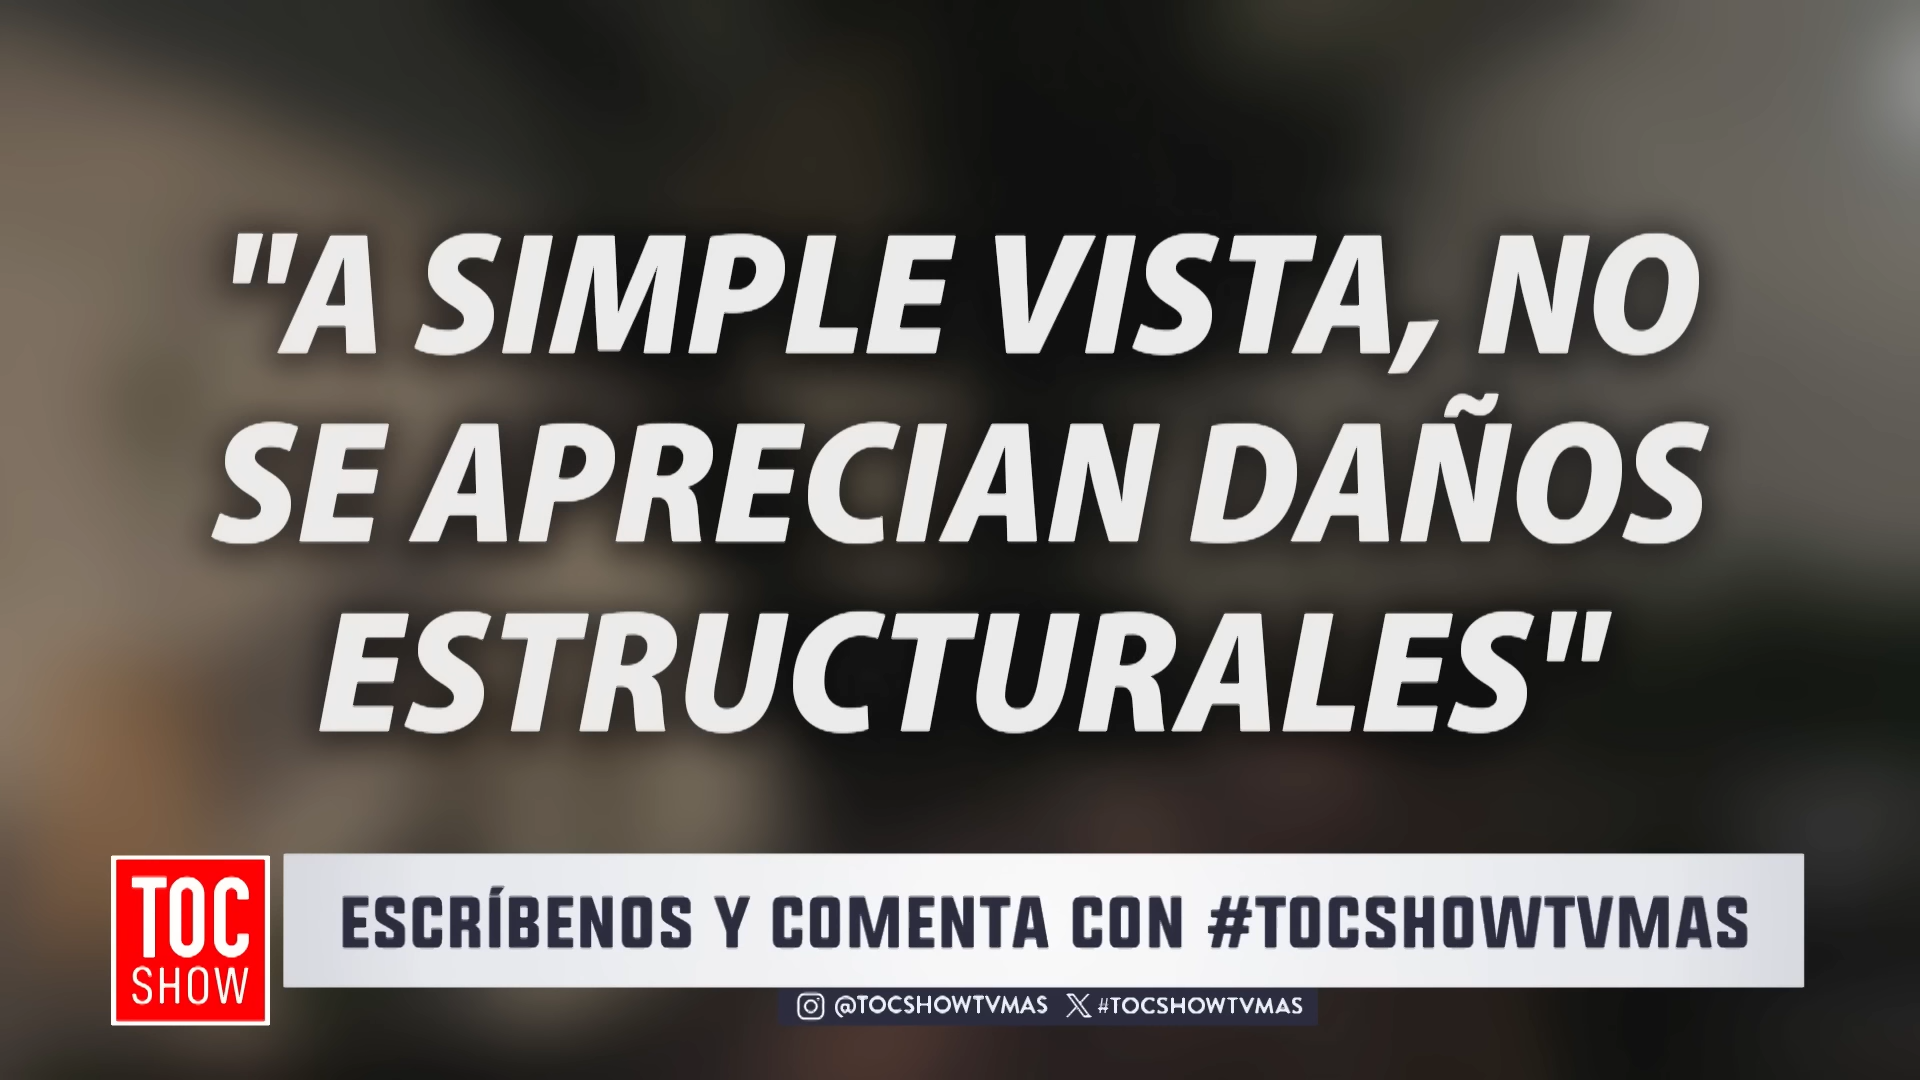 "A SIMPLE VISTA, NO
SE APRECIAN DAÑOS
ESTRUCTURALES"
TOC
SHOW
ESCRÍBENOS Y COMENTA CON #TOCSHOWTVMAS
@TOCSHOWTVMAS #TOCSHOWTVMAS